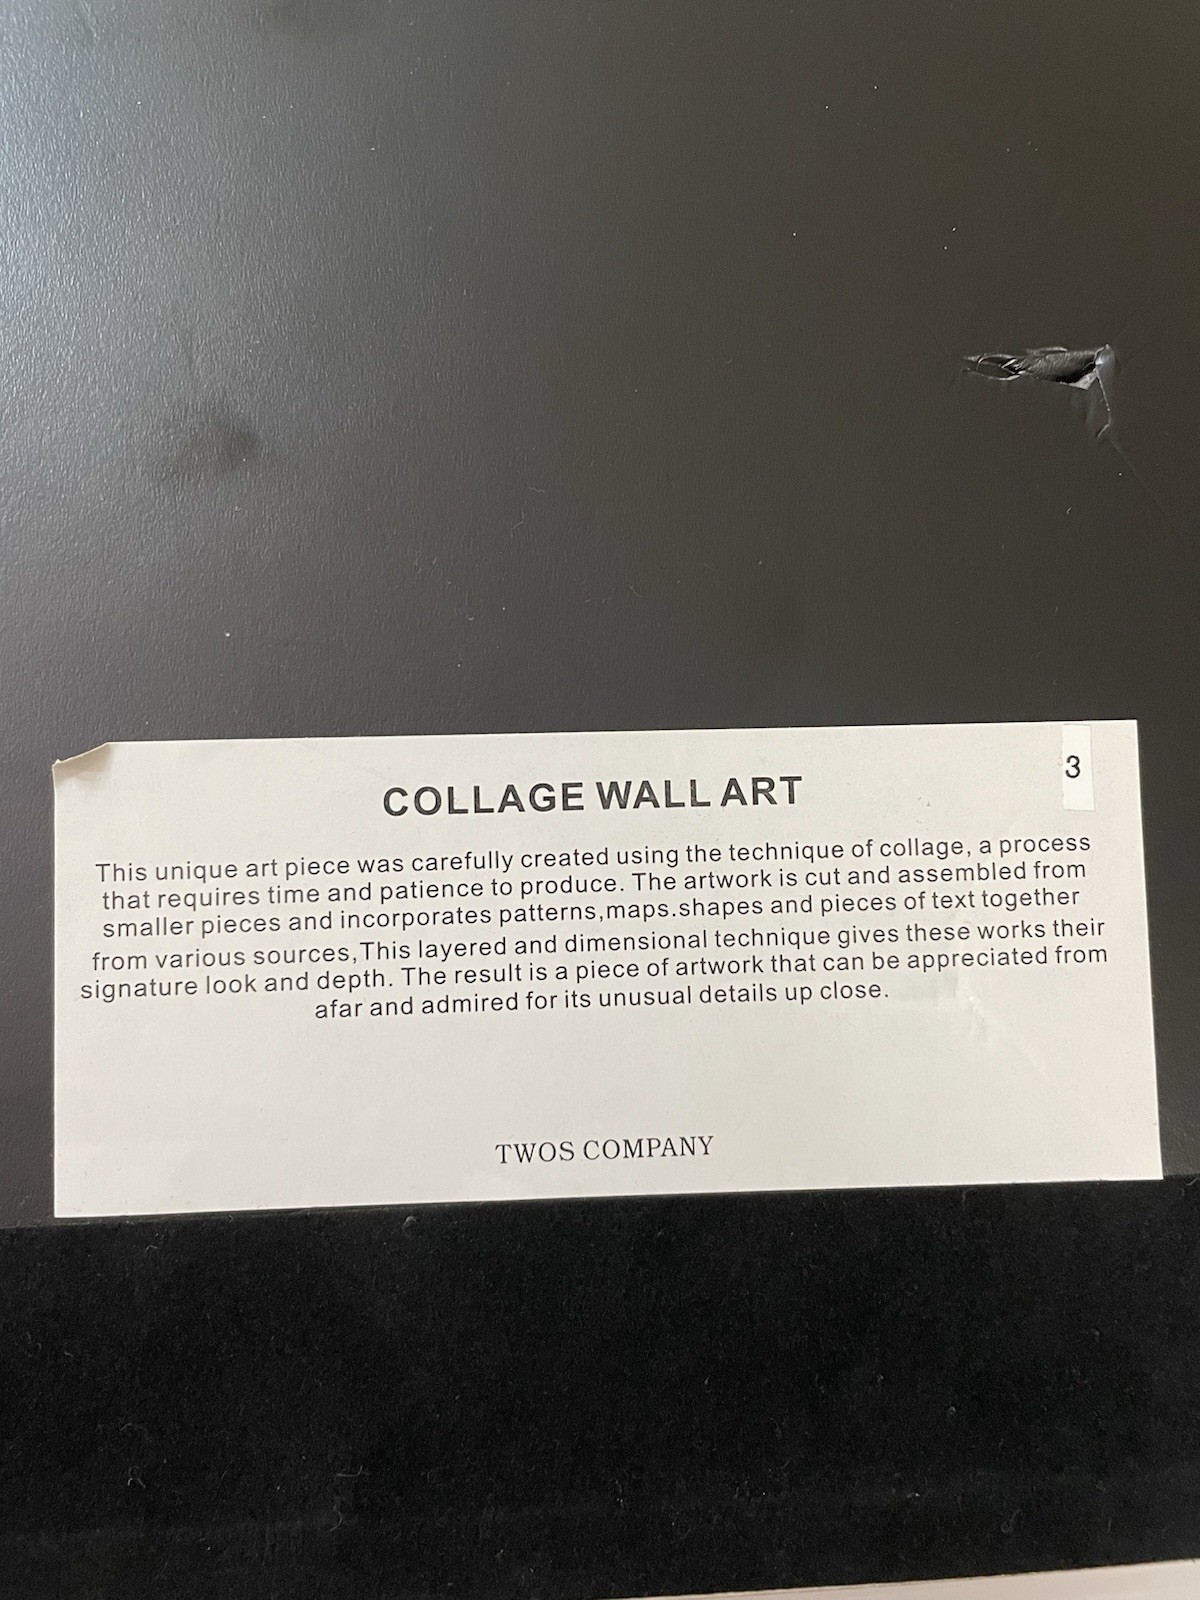 3
COLLAGE WALL ART
This unique art piece was carefully created using the technique of collage, a process
that requires time and patience to produce. The artwork is cut and assembled from
smaller pieces and incorporates patterns,maps.shapes and pieces of text together
from various sources,This layered and dimensional technique gives these works their
signature look and depth. The result is a piece of artwork that can be appreciated from
afar and admired for its unusual details up close.
TWOS COMPANY